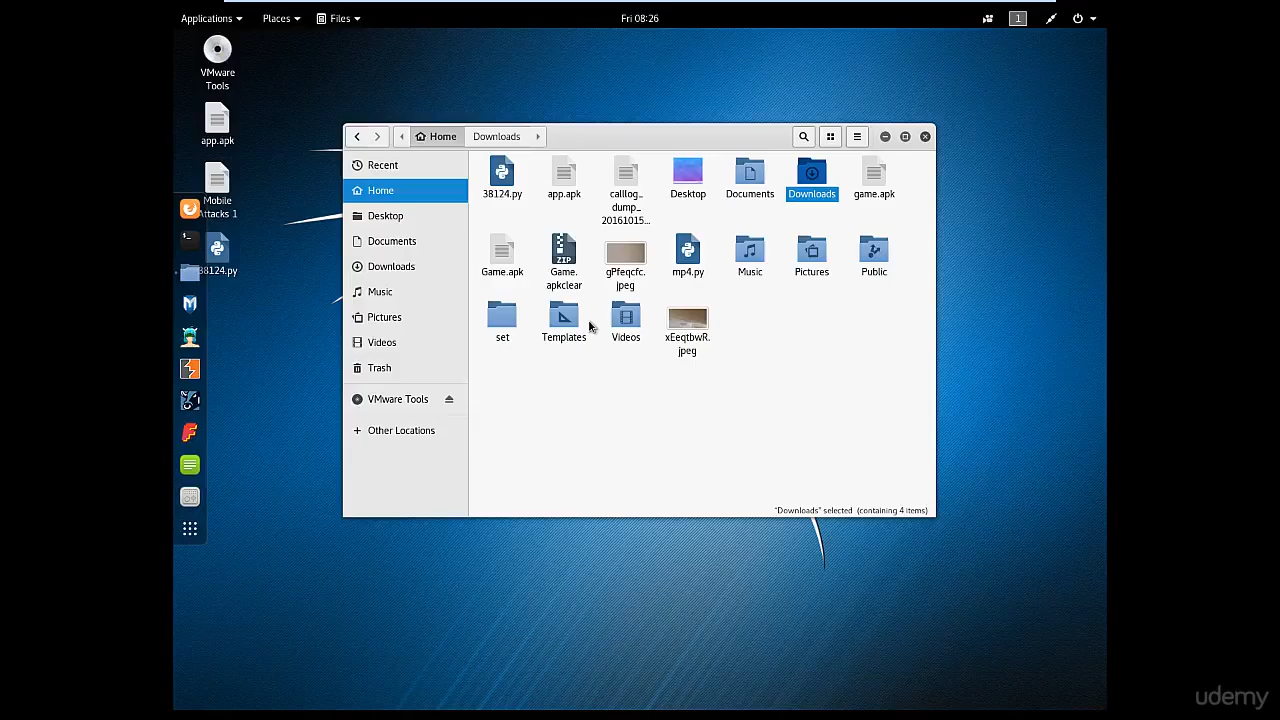 Applications
Places
Files
Fri 08:26
1
VMware
Tools
app.apk
Mobile
Attacks 1
38124.py
Home
Downloads
Recent
Home
Desktop
Documents
Downloads
Music
Pictures
Videos
Trash
VMware Tools
Other Locations
38124.py
app.apk
calllog_
dump_
20161015...
Desktop
Documents
Downloads
game.apk
Game.apk
ZIP
Game.
apkclear
gPfeqcfc.
jpeg
mp4.py
Music
Pictures
Public
set
Templates
Videos
xEeqtbwR.
jpeg
"Downloads" selected (containing 4 items)
udemy